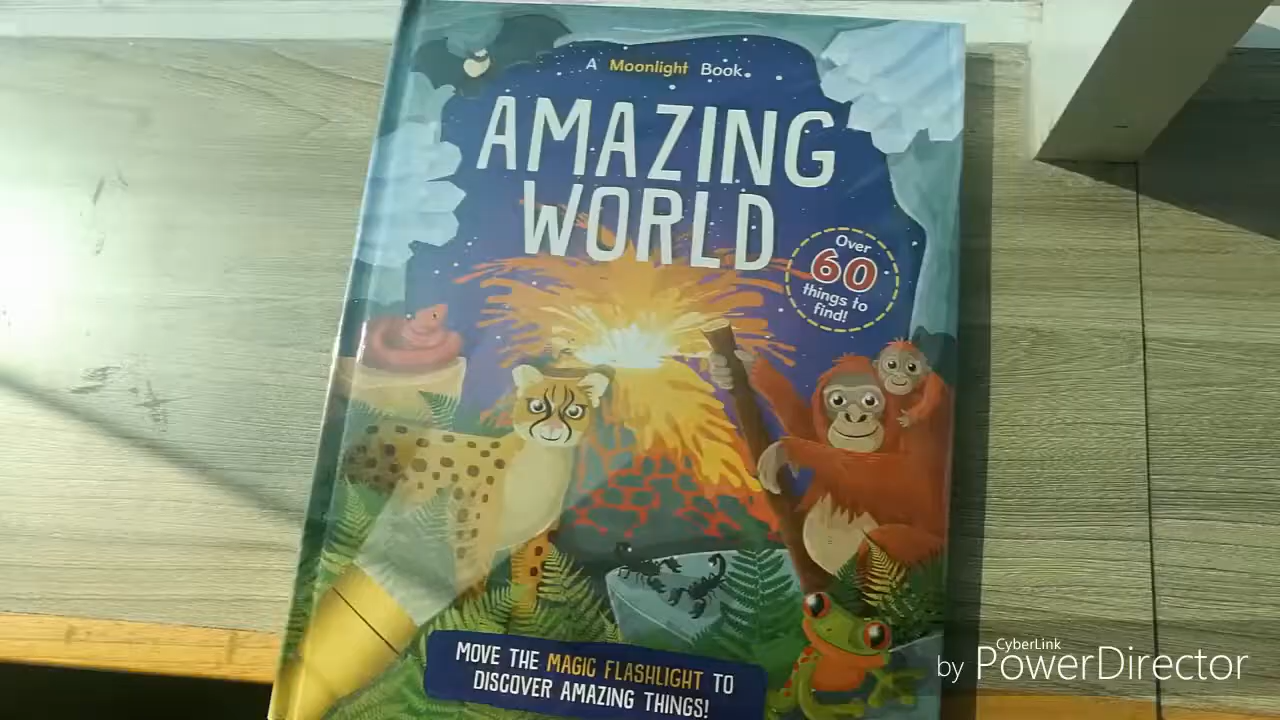 A Moonlight Book
AMAZING
WORLD
Over
60
things to
find!
MOVE THE MAGIC FLASHLIGHT TO
DISCOVER AMAZING THINGS!
CyberLink
by PowerDirector